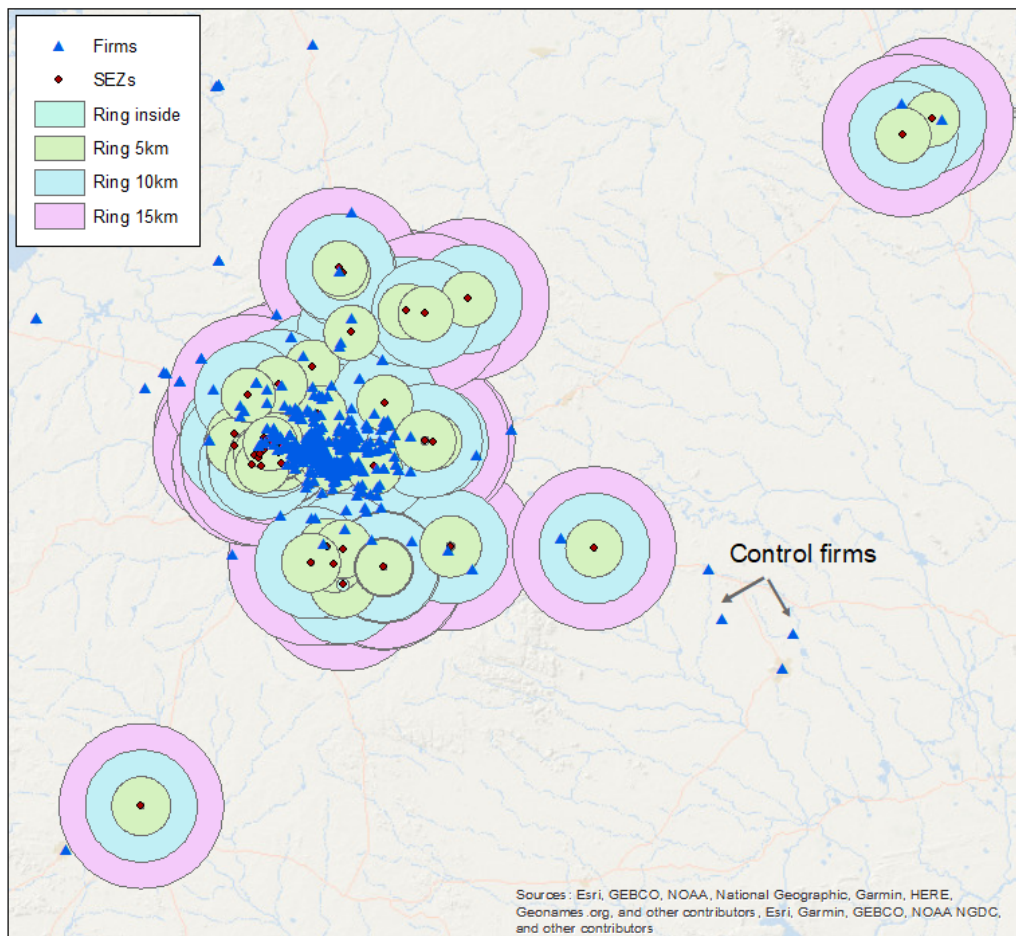 Firms
SEZs
Ring inside
Ring 5km
Ring 10km
Ring 15km
Control firms
Sources: Esri, GEBCO, NOAA, National Geographic, Garmin, HERE,
Geonames.org, and other contributors, Esri, Garmin, GEBCO, NOAA NGDC,
and other contributors